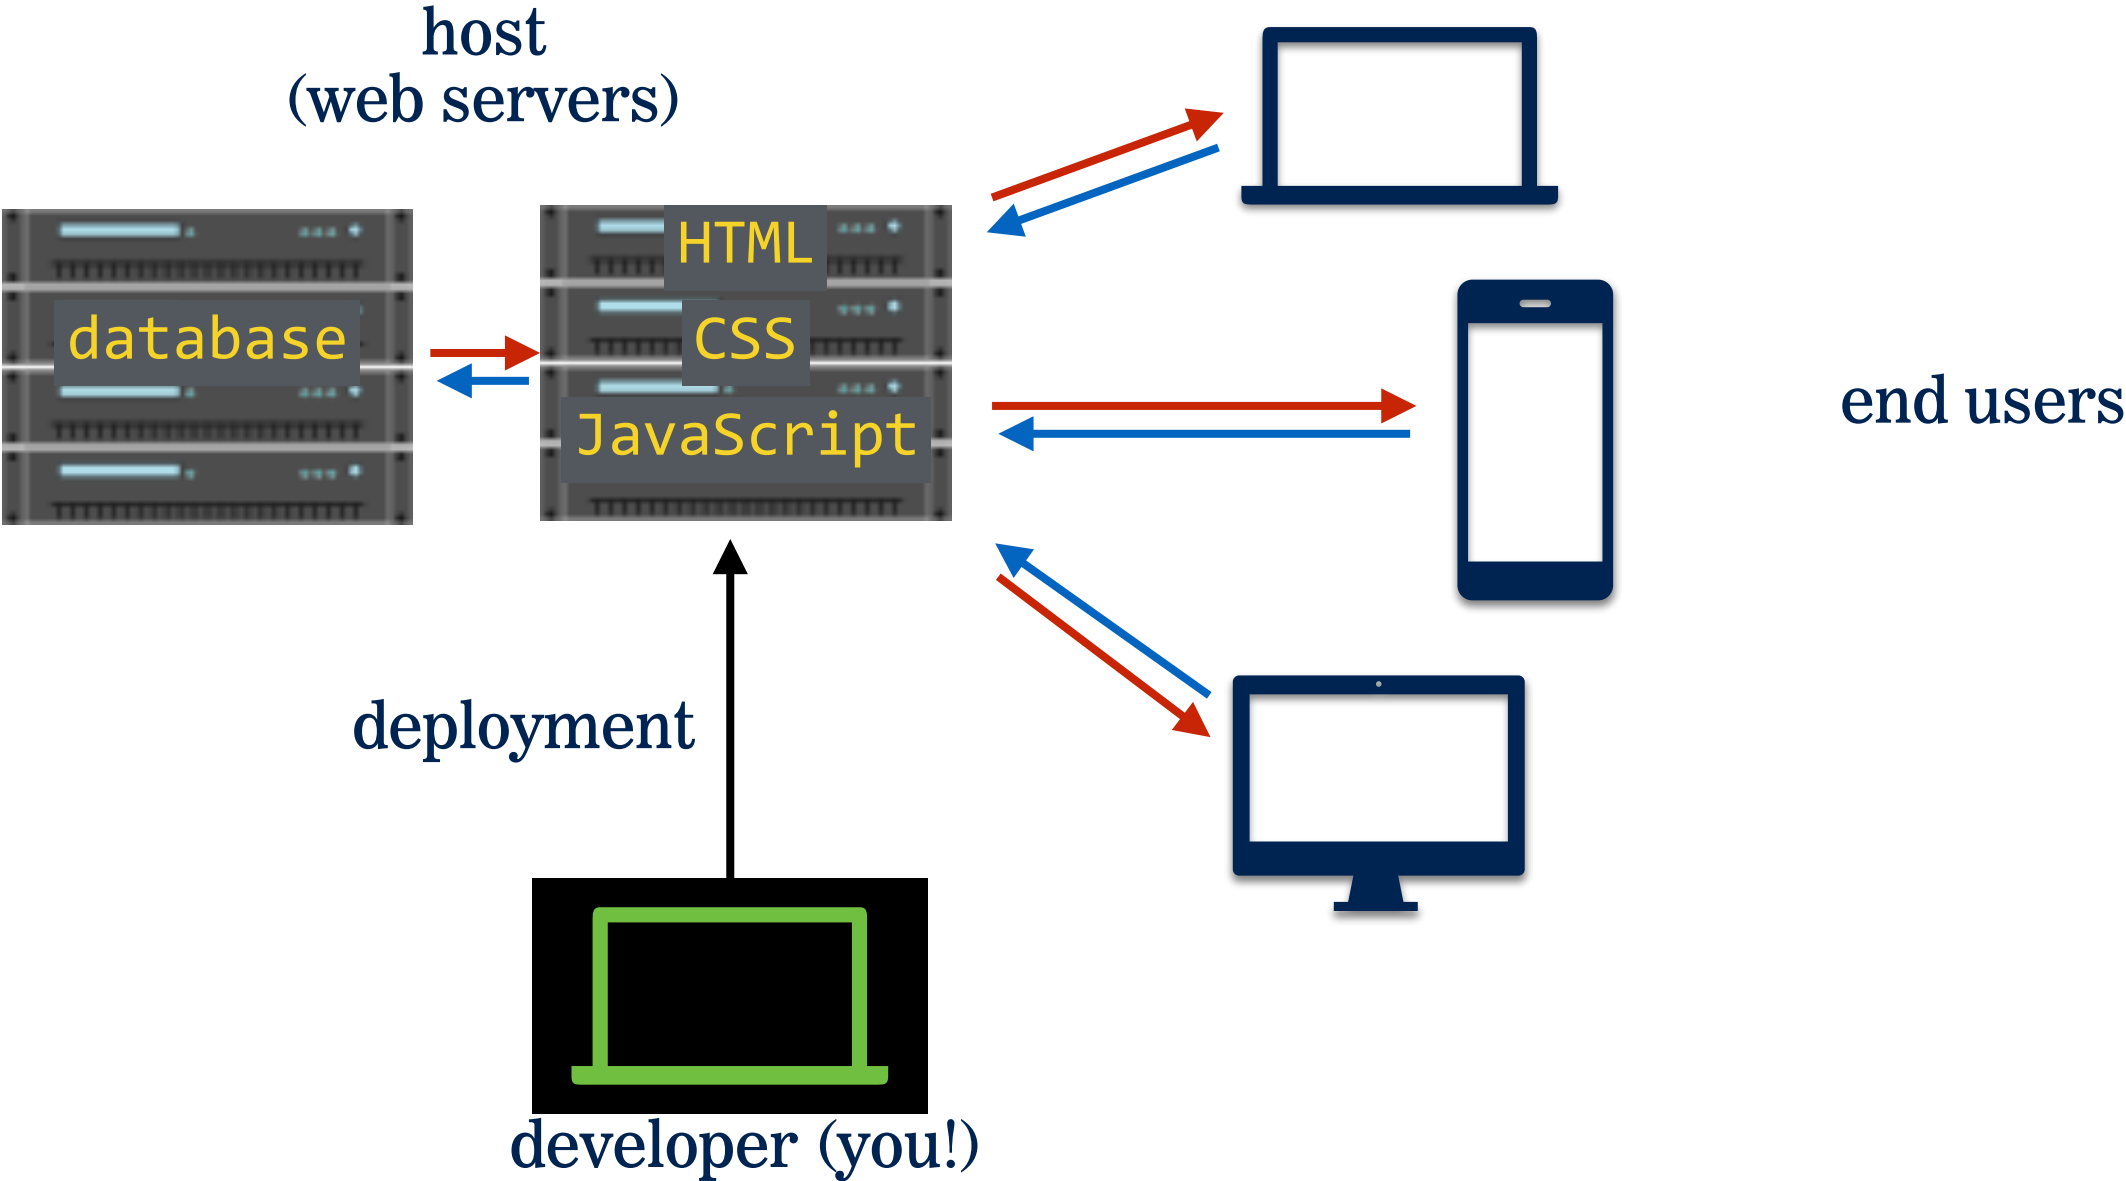 host
(web servers)
HTML
database
CSS
JavaScript
end users
deployment
developer (you!)